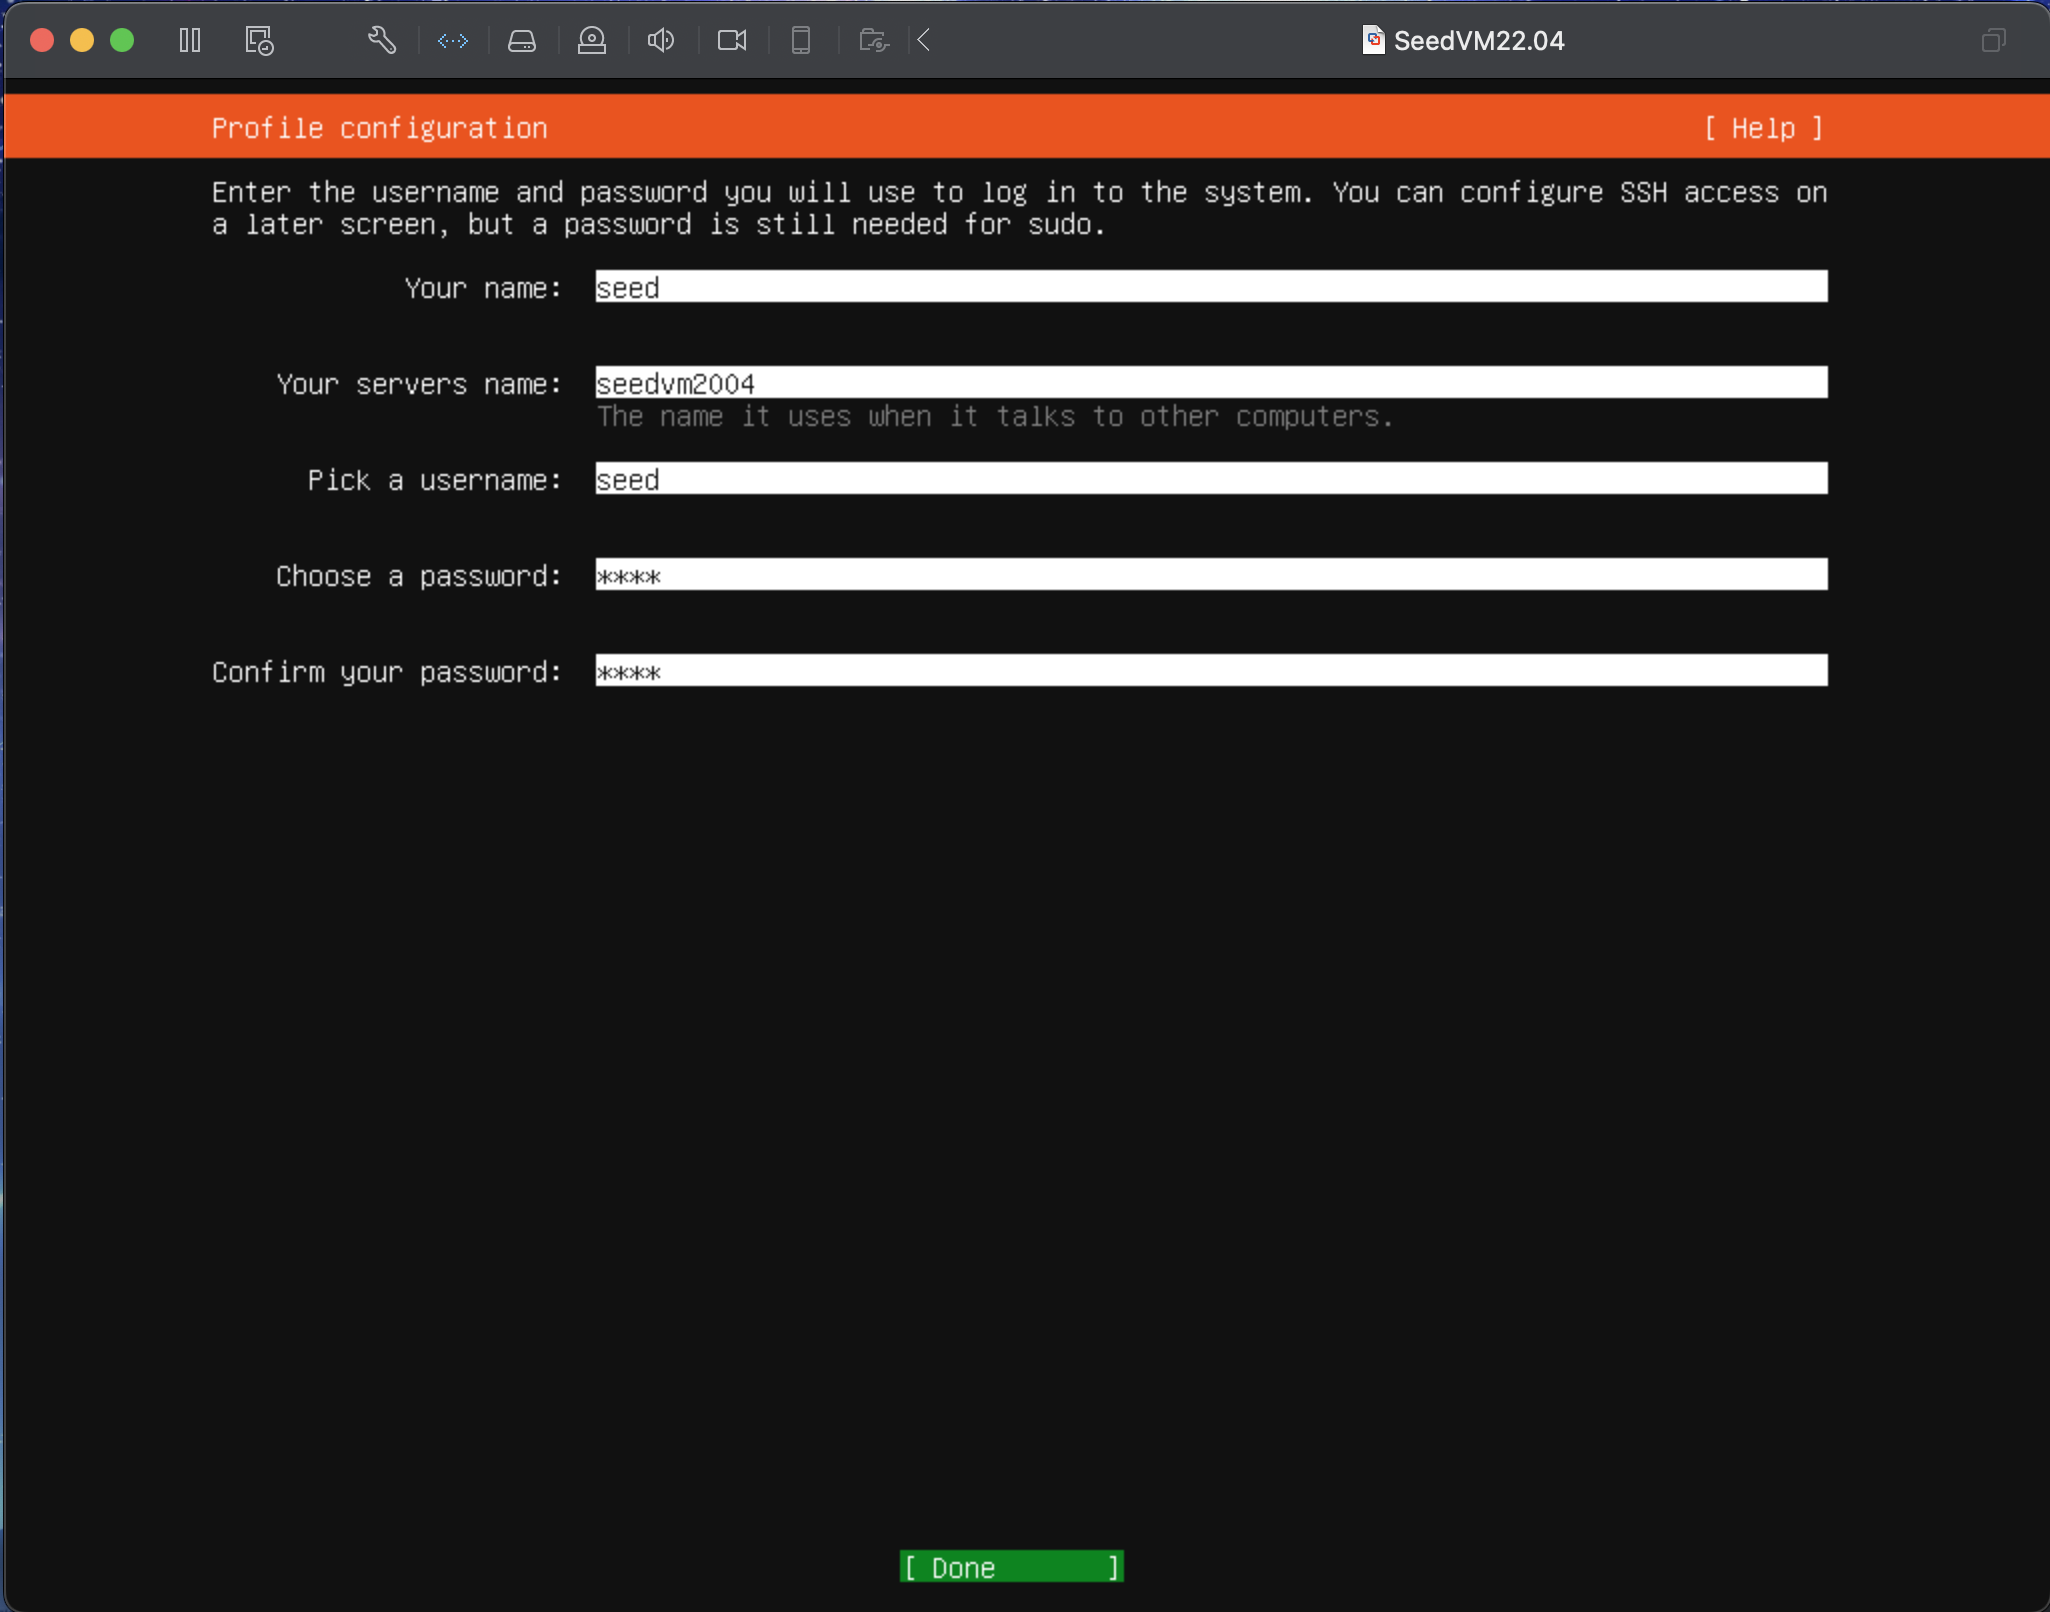 SeedVM22.04
Profile configuration [ Help ]
Enter the username and password you will use to log in to the system. You can configure SSH access on
a later screen, but a password is still needed for sudo.
Your name: seed
Your servers name: seedvm2004
The name it uses when it talks to other computers.
Pick a username: seed
Choose a password: ****
Confirm your password: ****
[ Done ]